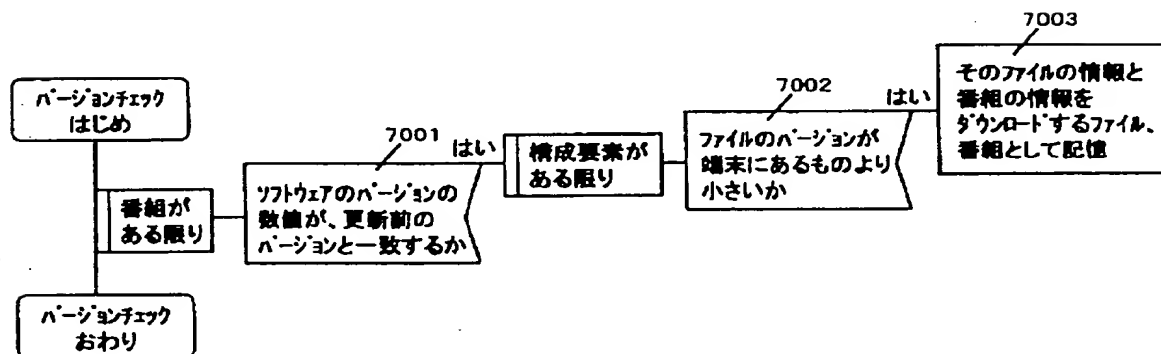 バージョンチェック
はじめ
番組が
ある限り
バージョンチェック
おわり
7001
ソフトウェアのバージョンの
数値が、更新前の
バージョンと一致するか
はい
構成要素が
ある限り
7002
ファイルのバージョンが
端末にあるものより
小さいか
はい
7003
そのファイルの情報と
番組の情報を
ダウンロードするファイル、
番組として記憶